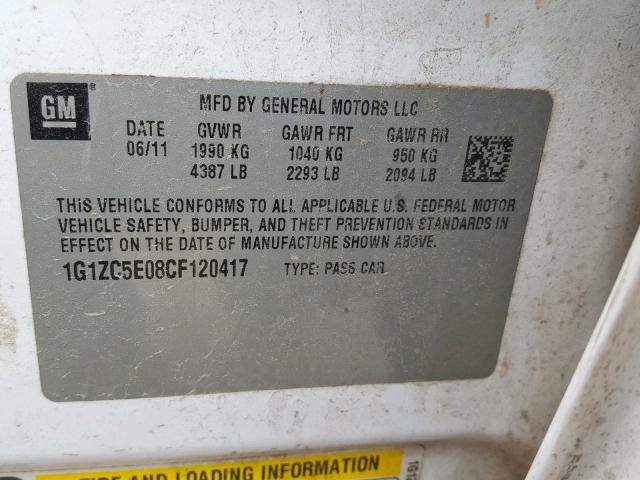 GM
MFD BY GENERAL MOTORS LLC
DATE GVWR GAWR FRT GAWR RR
06/11 1990 KG 1040 KG 950 KG
4387 LB 2293 LB 2094 LB
THIS VEHICLE CONFORMS TO ALL APPLICABLE U.S. FEDERAL MOTOR
VEHICLE SAFETY, BUMPER, AND THEFT PREVENTION STANDARDS IN
EFFECT ON THE DATE OF MANUFACTURE SHOWN ABOVE.
1G1ZC5E08CF120417 TYPE: PASS CAR
TIRE AND LOADING INFORMATION